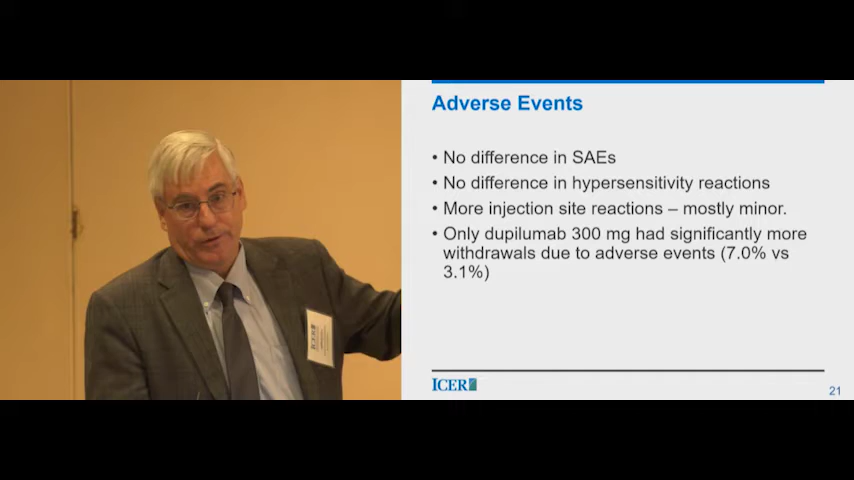 Adverse Events
• No difference in SAEs
• No difference in hypersensitivity reactions
• More injection site reactions – mostly minor.
• Only dupilumab 300 mg had significantly more
withdrawals due to adverse events (7.0% vs
3.1%)
ICER
ICER
21